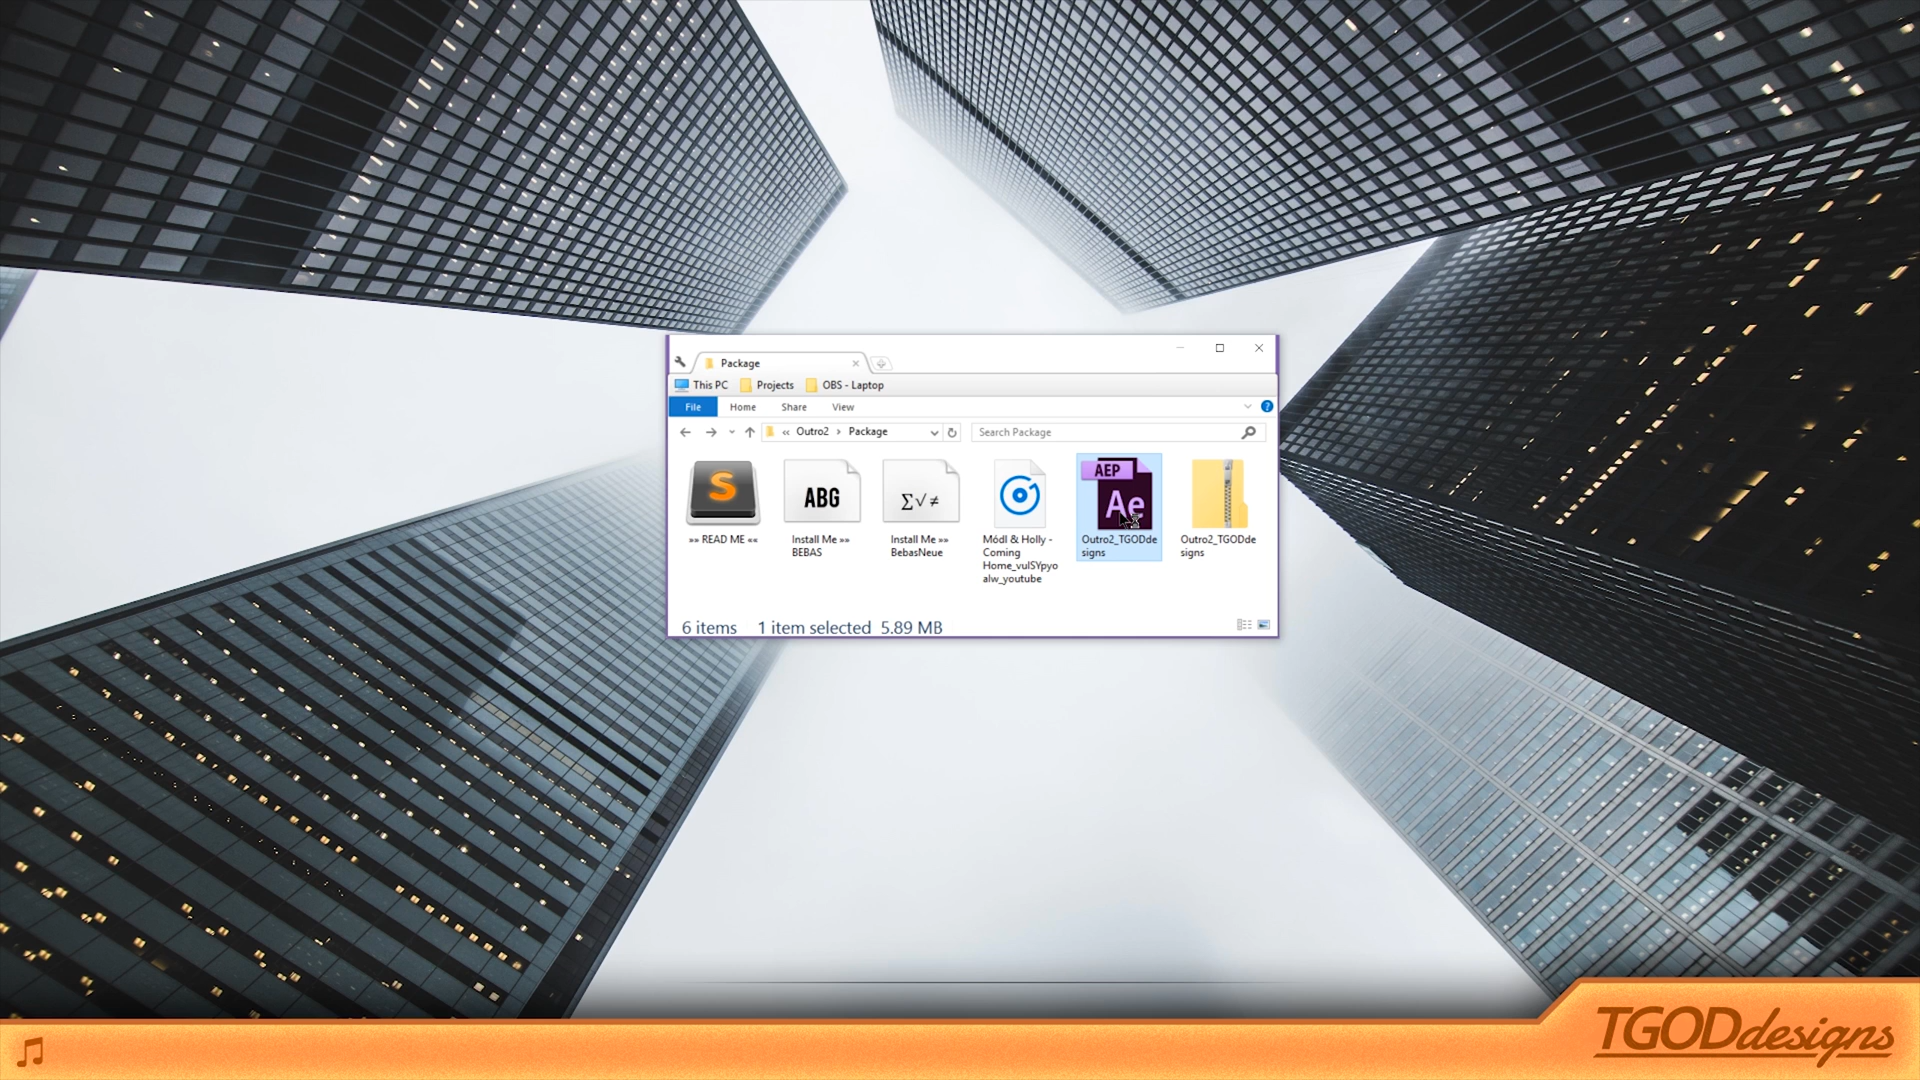 Package
This PC
Projects
OBS - Laptop
File
Home
Share
View
« Outro2 > Package
Search Package
S
»» READ ME ««
ABG
Install Me »»
BEBAS
Σ√ ≠
Install Me »»
BebasNeue
Módl & Holly -
Coming
Home_vulSYpyo
alw_youtube
AEP
Ae
Outro2_TGODde
signs
Outro2_TGODde
signs
6 items 1 item selected 5.89 MB
TGODdesigns